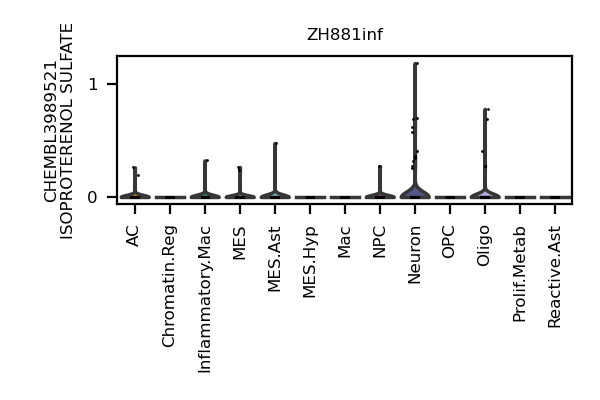 ZH881inf
CHEMBL3989521
ISOPROTERENOL SULFATE
1
0
AC
Chromatin.Reg
Inflammatory.Mac
MES
MES.Ast
MES.Hyp
Mac
NPC
Neuron
OPC
Oligo
Prolif.Metab
Reactive.Ast